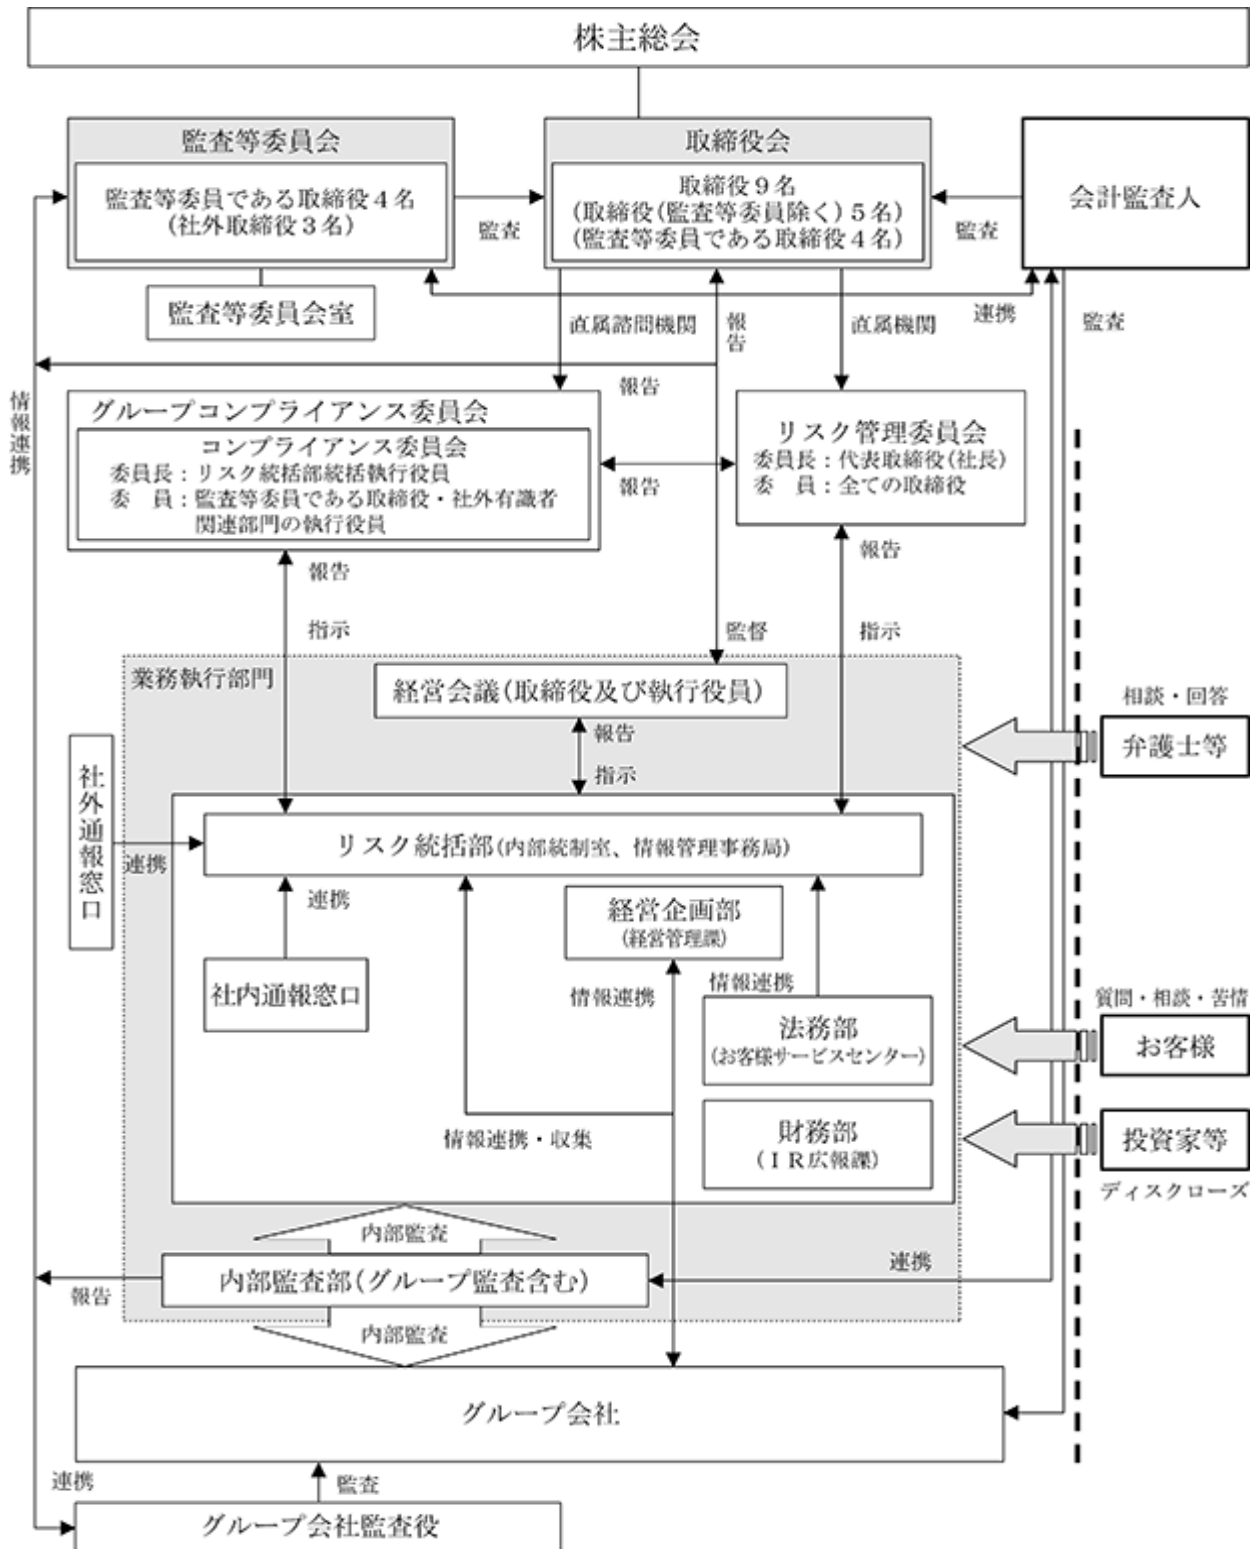 株主総会
監査等委員会
監査等委員である取締役４名
(社外取締役３名)
監査等委員会室
監査
取締役会
取締役９名
(取締役(監査等委員除く)５名)
(監査等委員である取締役４名)
監査
会計監査人
連携
監査
直属諮問機関
報告
直属機関
報告
情報連携
グループコンプライアンス委員会
コンプライアンス委員会
委員長：リスク統括部統括執行役員
委　員：監査等委員である取締役・社外有識者
関連部門の執行役員
報告
リスク管理委員会
委員長：代表取締役(社長)
委　員：全ての取締役
報告
報告
指示
監督
指示
業務執行部門
経営会議(取締役及び執行役員)
報告
指示
相談・回答
弁護士等
社外通報窓口
連携
リスク統括部(内部統制室、情報管理事務局)
連携
社内通報窓口
経営企画部
(経営管理課)
情報連携
情報連携
法務部
(お客様サービスセンター)
質問・相談・苦情
お客様
情報連携・収集
財務部
(ＩＲ広報課)
投資家等
ディスクローズ
内部監査
内部監査部(グループ監査含む)
連携
報告
内部監査
グループ会社
連携
監査
グループ会社監査役